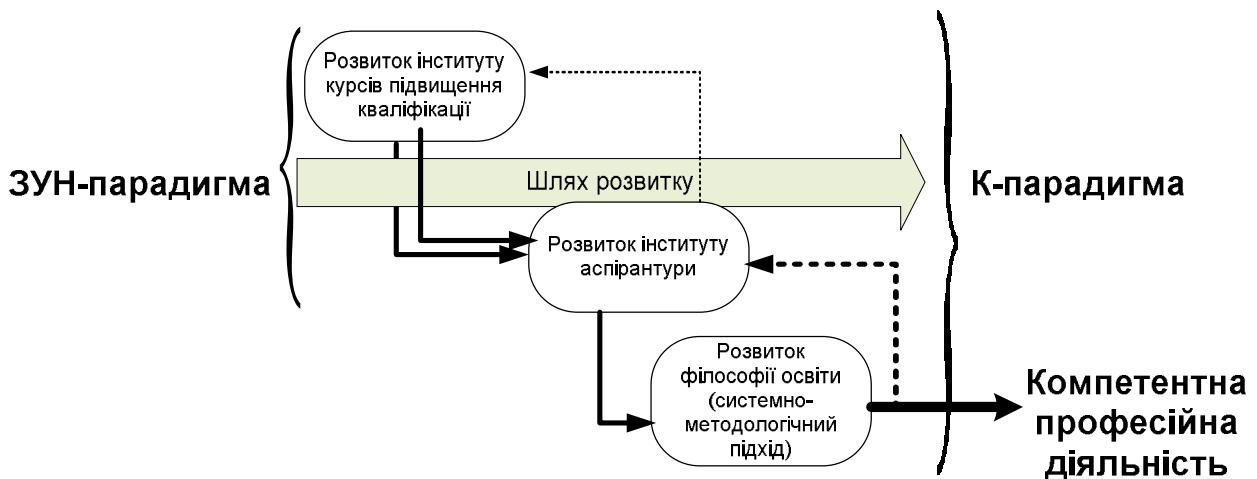 Розвиток інституту
курсів підвищення
кваліфікації
ЗУН-парадигма
Шлях розвитку
К-парадигма
Розвиток інституту
аспірантури
Розвиток
філософії освіти
(системно-
методологічний
підхід)
Компетентна
професійна
діяльність